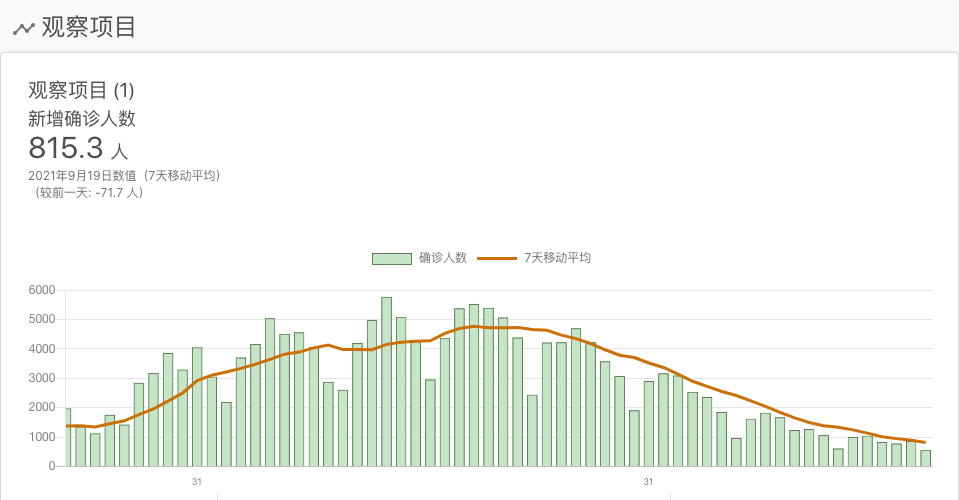 观察项目
观察项目 (1)
新增确诊人数
815.3 人
2021年9月19日数值（7天移动平均）
（较前一天: -71.7 人）
确诊人数 7天移动平均
6000
5000
4000
3000
2000
1000
0
31 31